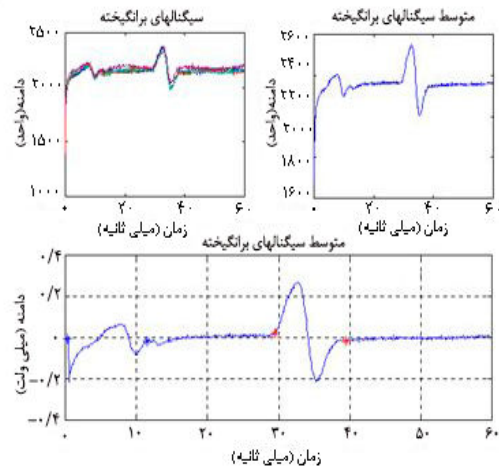 سیگنالهای برانگیخته
۲۵۰۰
۲۰۰۰
۱۵۰۰
۱۰۰۰
دامنه(واحد)
۰ ۲۰ ۴۰ ۶۰
زمان (میلی ثانیه)
متوسط سیگنالهای برانگیخته
۲۶۰۰
۲۴۰۰
۲۲۰۰
۲۰۰۰
۱۸۰۰
۱۶۰۰
دامنه(واحد)
۰ ۲۰ ۴۰ ۶۰
زمان (میلی ثانیه)
متوسط سیگنالهای برانگیخته
۰/۴
۰/۲
۰
-۰/۲
-۰/۴
دامنه (میلی ولت)
۰ ۱۰ ۲۰ ۳۰ ۴۰ ۵۰ ۶۰
زمان (میلی ثانیه)